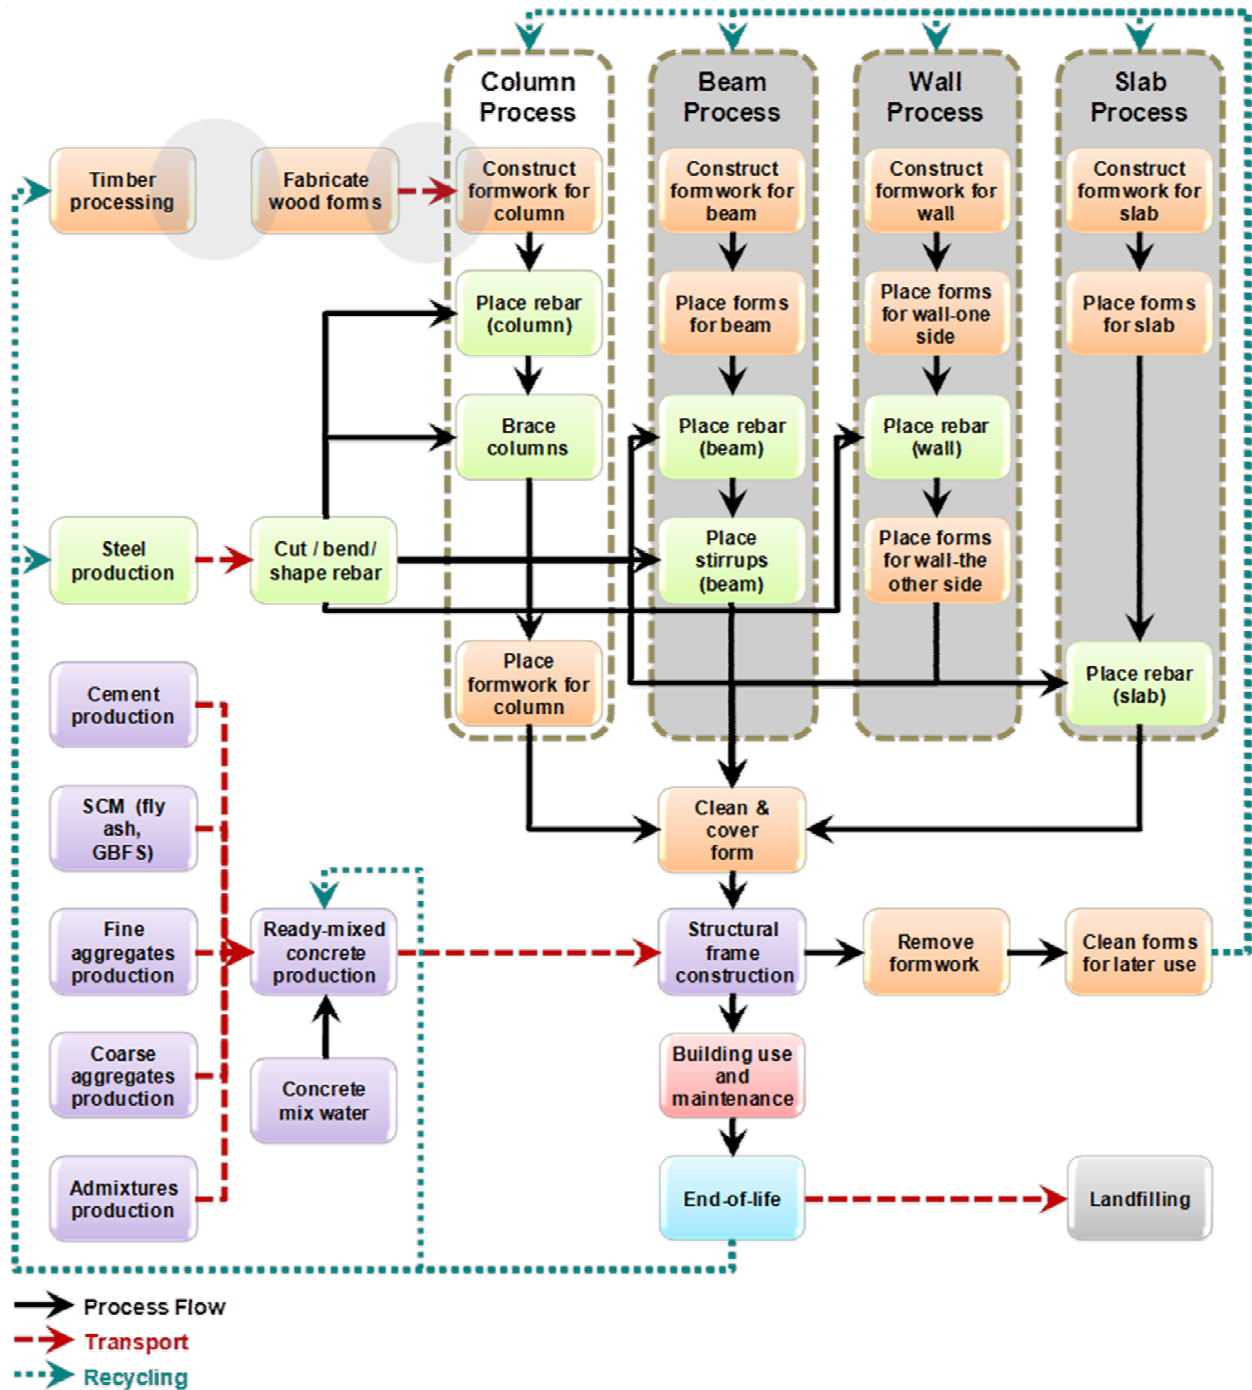 Column
Process
Beam
Process
Wall
Process
Slab
Process
Timber
processing
Fabricate
wood forms
Construct
formwork for
column
Construct
formwork for
beam
Construct
formwork for
wall
Construct
formwork for
slab
Place rebar
(column)
Place forms
for beam
Place forms
for wall-one
side
Place forms
for slab
Brace
columns
Place rebar
(beam)
Place rebar
(wall)
Steel
production
Cut / bend/
shape rebar
Place
stirrups
(beam)
Place forms
for wall-the
other side
Cement
production
Place
formwork for
column
Place rebar
(slab)
SCM (fly
ash,
GBFS)
Clean &
cover
form
Fine
aggregates
production
Ready-mixed
concrete
production
Structural
frame
construction
Remove
formwork
Clean forms
for later use
Coarse
aggregates
production
Concrete
mix water
Building use
and
maintenance
Admixtures
production
End-of-life
Landfilling
Process Flow
Transport
Recycling